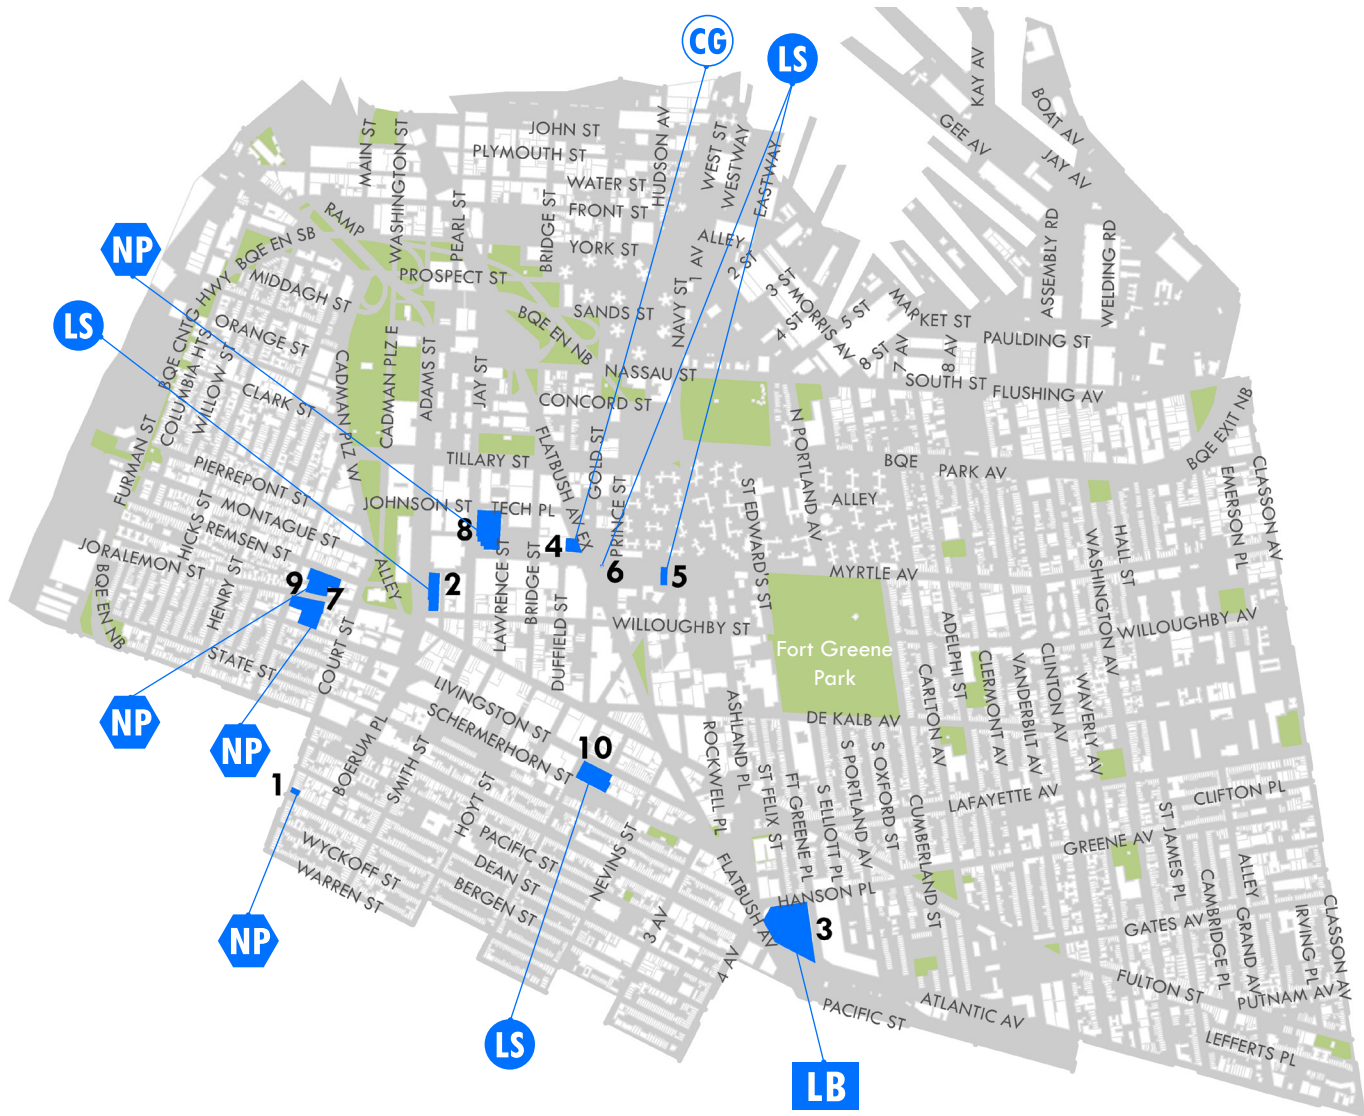 CG
LS
KAY AV
BOAT AV
GEE AV
JAY AV
JOHN ST
HUDSON AV
MAIN ST
WASHINGTON ST
PLYMOUTH ST
WEST ST
WESTWAY
EASTWAY
WATER ST
FRONT ST
RAMP
PEARL ST
BRIDGE ST
YORK ST
ALLEY
ASSEMBLY RD
WELDING RD
NP
BQE EN SB
1 AV
2 ST
3 ST
MIDDAGH ST
PROSPECT ST
MORRIS AV
BQE CNTG HWY
NAVY ST
5 ST
MARKET ST
LS
ORANGE ST
SANDS ST
4 ST
PAULDING ST
BQE EN NB
8 ST
7 AV
8 AV
COLUMBIA HTS
WILLOW ST
CADMAN PLZ E
ADAMS ST
JAY ST
NASSAU ST
SOUTH ST
FLUSHING AV
CLARK ST
CADMAN PLZ W
CONCORD ST
N PORTLAND AV
BQE EXIT NB
FURMAN ST
FLATBUSH AV
GOLD ST
PIERREPONT ST
TILLARY ST
BQE
PARK AV
EMERSON PL
CLASSON AV
HICKS ST
MONTAGUE ST
JOHNSON ST
TECH PL
PRINCE ST
ST EDWARD'S ST
ALLEY
REMSEN ST
8
4
ALLEY
HALL ST
WASHINGTON AV
JORALEMON ST
BQE EN NB
HENRY ST
9
7
ALLEY
2
LAWRENCE ST
BRIDGE ST
DUFFIELD ST
6
5
MYRTLE AV
COURT ST
WILLOUGHBY ST
WILLOUGHBY AV
Fort Greene
Park
ADELPHI ST
STATE ST
CARLTON AV
CLERMONT AV
VANDERBILT AV
CLINTON AV
WAVERLY AV
NP
NP
LIVINGSTON ST
SCHERMERHORN ST
DE KALB AV
BOERUM PL
SMITH ST
ASHLAND PL
ROCKWELL PL
10
1
HOYT ST
ST FELIX ST
FT GREENE PL
S ELLIOTT PL
S PORTLAND AV
S OXFORD ST
CUMBERLAND ST
LAFAYETTE AV
CLIFTON PL
WYCKOFF ST
WARREN ST
PACIFIC ST
DEAN ST
BERGEN ST
NEVINS ST
GREENE AV
ST JAMES PL
ALLEY
FLATBUSH AV
HANSON PL
CAMBRIDGE PL
GRAND AV
IRVING PL
CLASSON AV
NP
3 AV
3
GATES AV
4 AV
FULTON ST
PUTNAM AV
PACIFIC ST
ATLANTIC AV
LEFFERTS PL
LS
LB